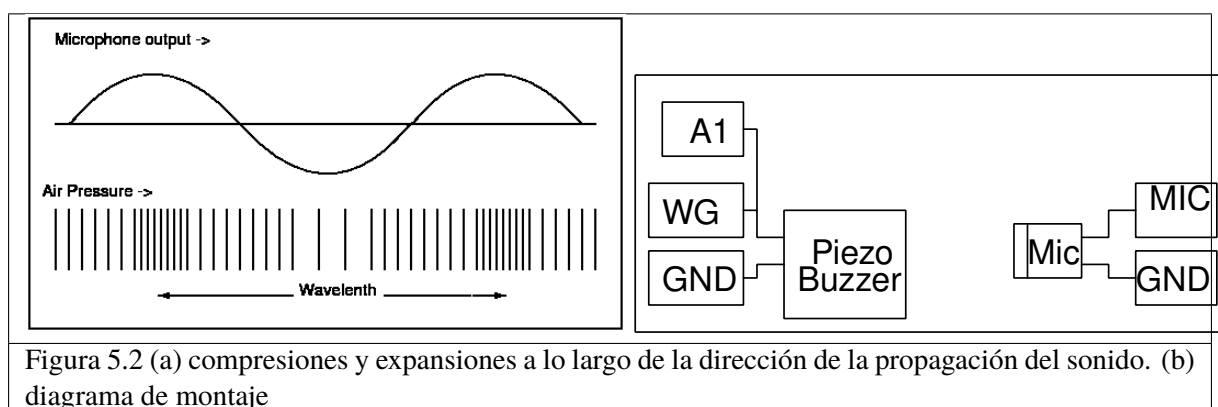 Microphone output ->
Air Pressure ->
Wavelenth
A1
WG
GND
Piezo
Buzzer
Mic
MIC
GND
Figura 5.2 (a) compresiones y expansiones a lo largo de la dirección de la propagación del sonido. (b)
diagrama de montaje